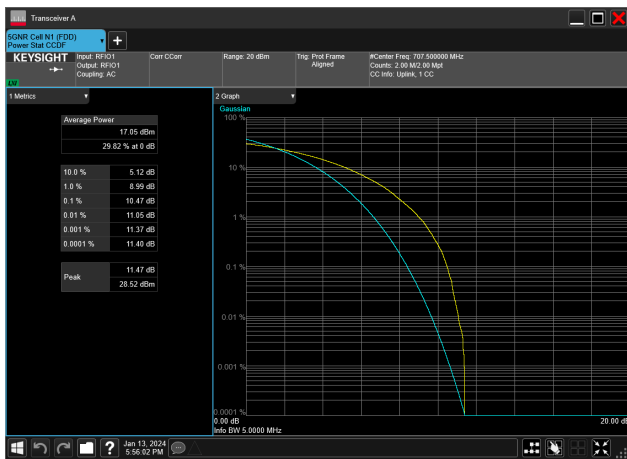 Transceiver A
5GNR Cell N1 (FDD)
Power Stat CCDF
KEYSIGHT
LXI
Input: RFIO1
Output: RFIO1
Coupling: AC
Corr CCorr
Range: 20 dBm
Trig: Prot Frame
Aligned
#Center Freq: 707.500000 MHz
Counts: 2.00 M/2.00 Mpt
CC Info: Uplink, 1 CC
1 Metrics
Average Power
17.05 dBm
29.82 % at 0 dB
10.0 % 5.12 dB
1.0 % 8.99 dB
0.1 % 10.47 dB
0.01 % 11.05 dB
0.001 % 11.37 dB
0.0001 % 11.40 dB
Peak
11.47 dB
28.52 dBm
2 Graph
Gaussian
100 %
10 %
1 %
0.1 %
0.01 %
0.001 %
0.0001 %
0.00 dB
20.00 dB
Info BW 5.0000 MHz
Jan 13, 2024
5:56:02 PM